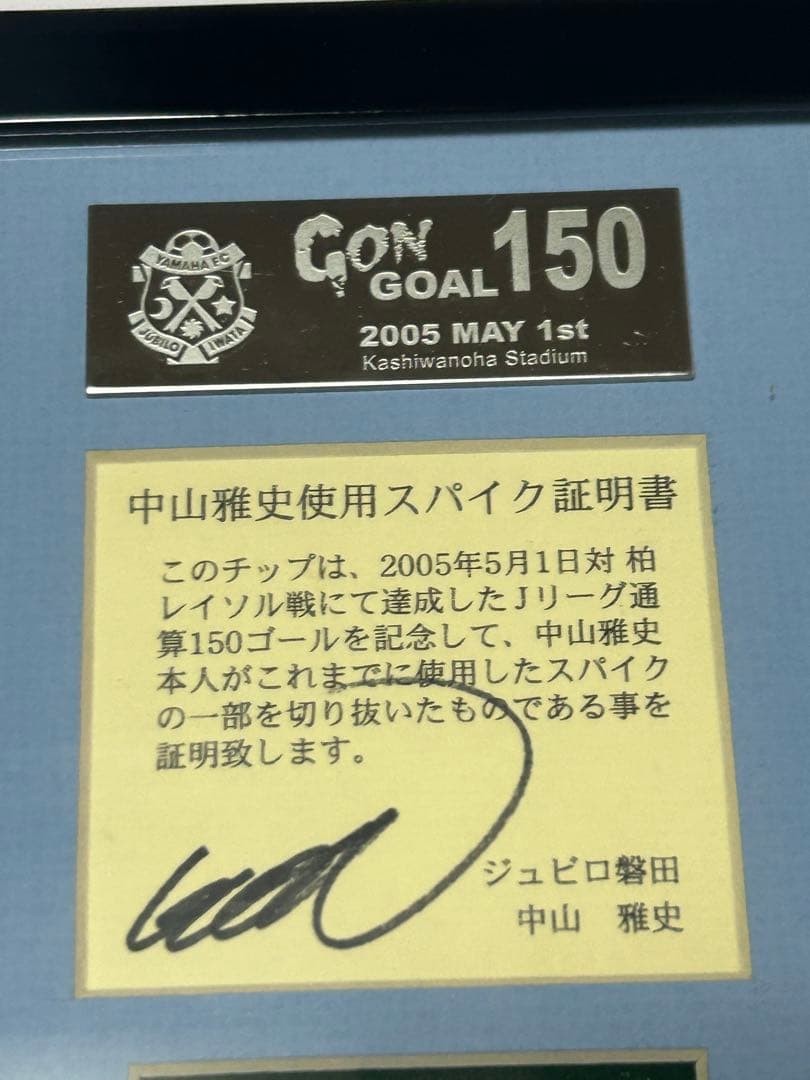 YAMAHA FC
JUBILO IWATA
GON
GOAL 150
2005 MAY 1st
Kashiwanoha Stadium
中山雅史使用スパイク証明書
このチップは、2005年5月1日対 柏
レイソル戦にて達成したJリーグ通
算150ゴールを記念して、中山雅史
本人がこれまでに使用したスパイク
の一部を切り抜いたものである事を
証明致します。
ジュビロ磐田
中山 雅史